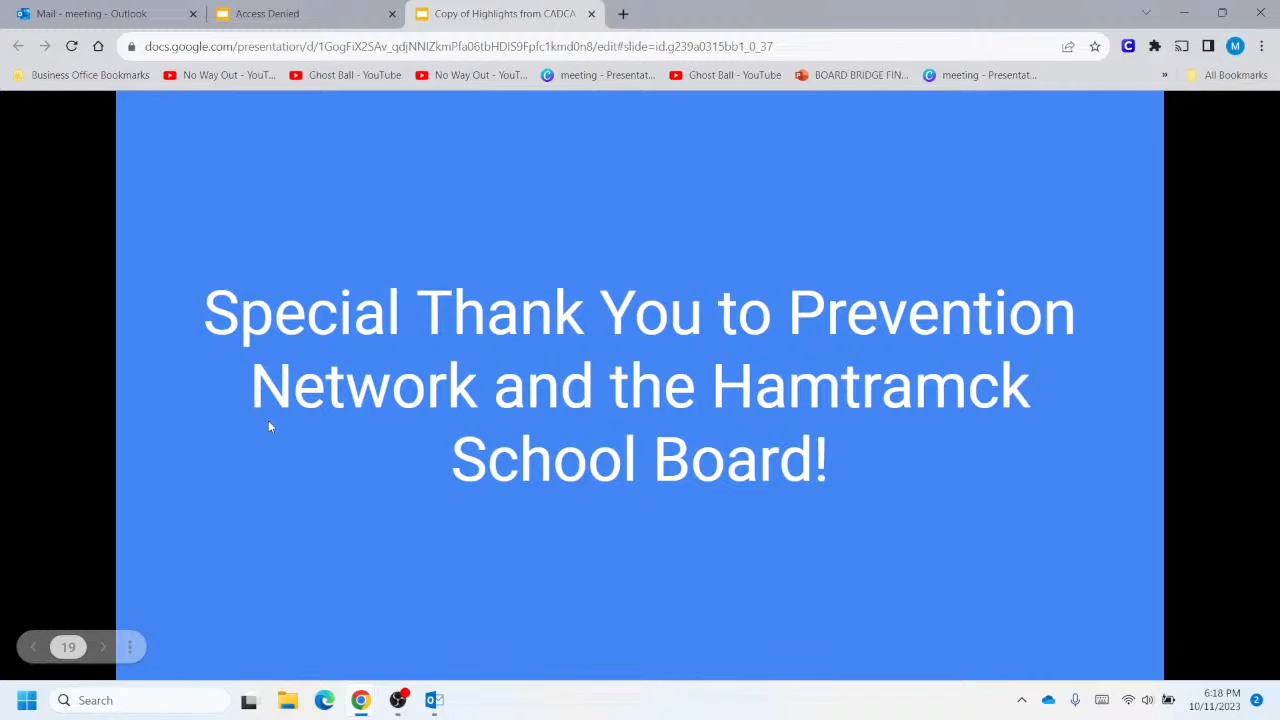 Mail - meeting - Outlook
Access Denied
Copy of Highlights from CADCA
docs.google.com/presentation/d/1GogFiX2SAv_qdjNNIZkmPfa08UbHDIS9Fpfc1kmd0n8/edit#slide=id.g239a0315bb1_0_37
M
Business Office Bookmarks
No Way Out - YouT...
Ghost Ball - YouTube
No Way Out - YouT...
meeting - Presentat...
Ghost Ball - YouTube
BOARD BRIDGE FIN...
meeting - Presentat...
»
All Bookmarks
Special Thank You to Prevention
Network and the Hamtramck
School Board!
19
Search
6:18 PM
10/11/2023
2